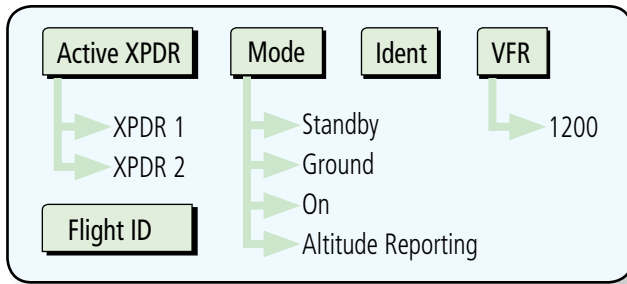 Active XPDR
XPDR 1
XPDR 2
Flight ID
Mode
Standby
Ground
On
Altitude Reporting
Ident
VFR
1200